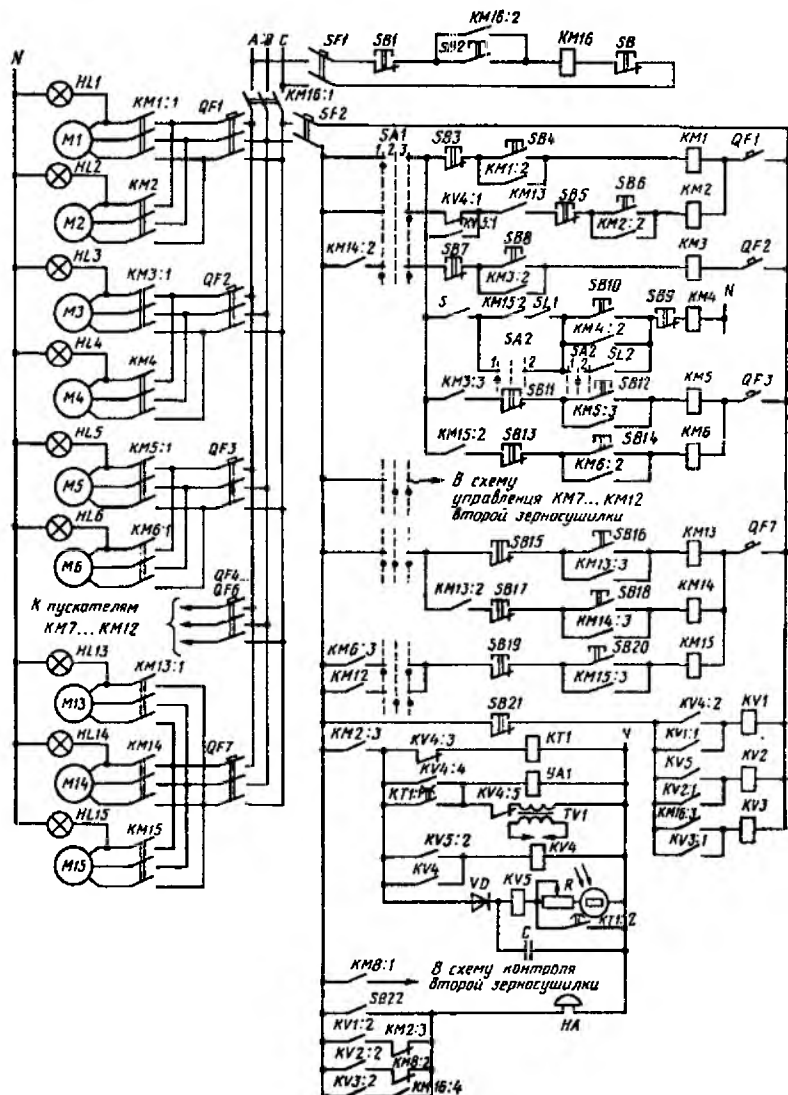 N
A B C
SF1
SB1
KM16:2
SB2
KM16
SB
HL1
KM1:1
QF1
KM16:1
SF2
M1
SA1
1 2 3
SB3
SB4
KM1
QF1
KM1:2
HL2
KM2
M2
KV4:1
KM13
SB5
SB6
KM2
KV5:1
KM2:2
KM14:2
SB7
SB8
KM3
QF2
KM3:2
HL3
KM3:1
QF2
M3
S
KM15:2
SL1
SB10
SB9
KM4
N
KM4:2
HL4
KM4
M4
SA2
1 2
SA2
1 2
SL2
KM3:3
SB11
SB12
KM5
QF3
KM5:3
HL5
KM5:1
QF3
M5
KM15:2
SB13
SB14
KM6
KM6:2
В схему
управления KM7...KM12
второй зерносушилки
HL6
KM6:1
M6
QF4...
QF6
К пускателям
KM7...KM12
SB15
SB16
KM13
QF7
KM13:3
KM13:2
SB17
SB18
KM14
KM14:3
HL13
KM13:1
M13
KM6:3
KM12
SB19
SB20
KM15
KM15:3
HL14
KM14
QF7
M14
SB21
KM2:3
KV4:3
KT1
KV4:2
KV1
KV1:1
KV4:4
YA1
KV5
KV2
KT1:1
KV4:5
TV1
KV2:1
HL15
KM15
M15
KM16:3
KV3
KV3:1
KV5:2
KV4
KV4
VD
KV5
R
KT1:2
C
KM8:1
В схему контроля
второй зерносушилки
SB22
HA
KV1:2
KM2:3
KV2:2
KM8:2
KV3:2
KM16:4